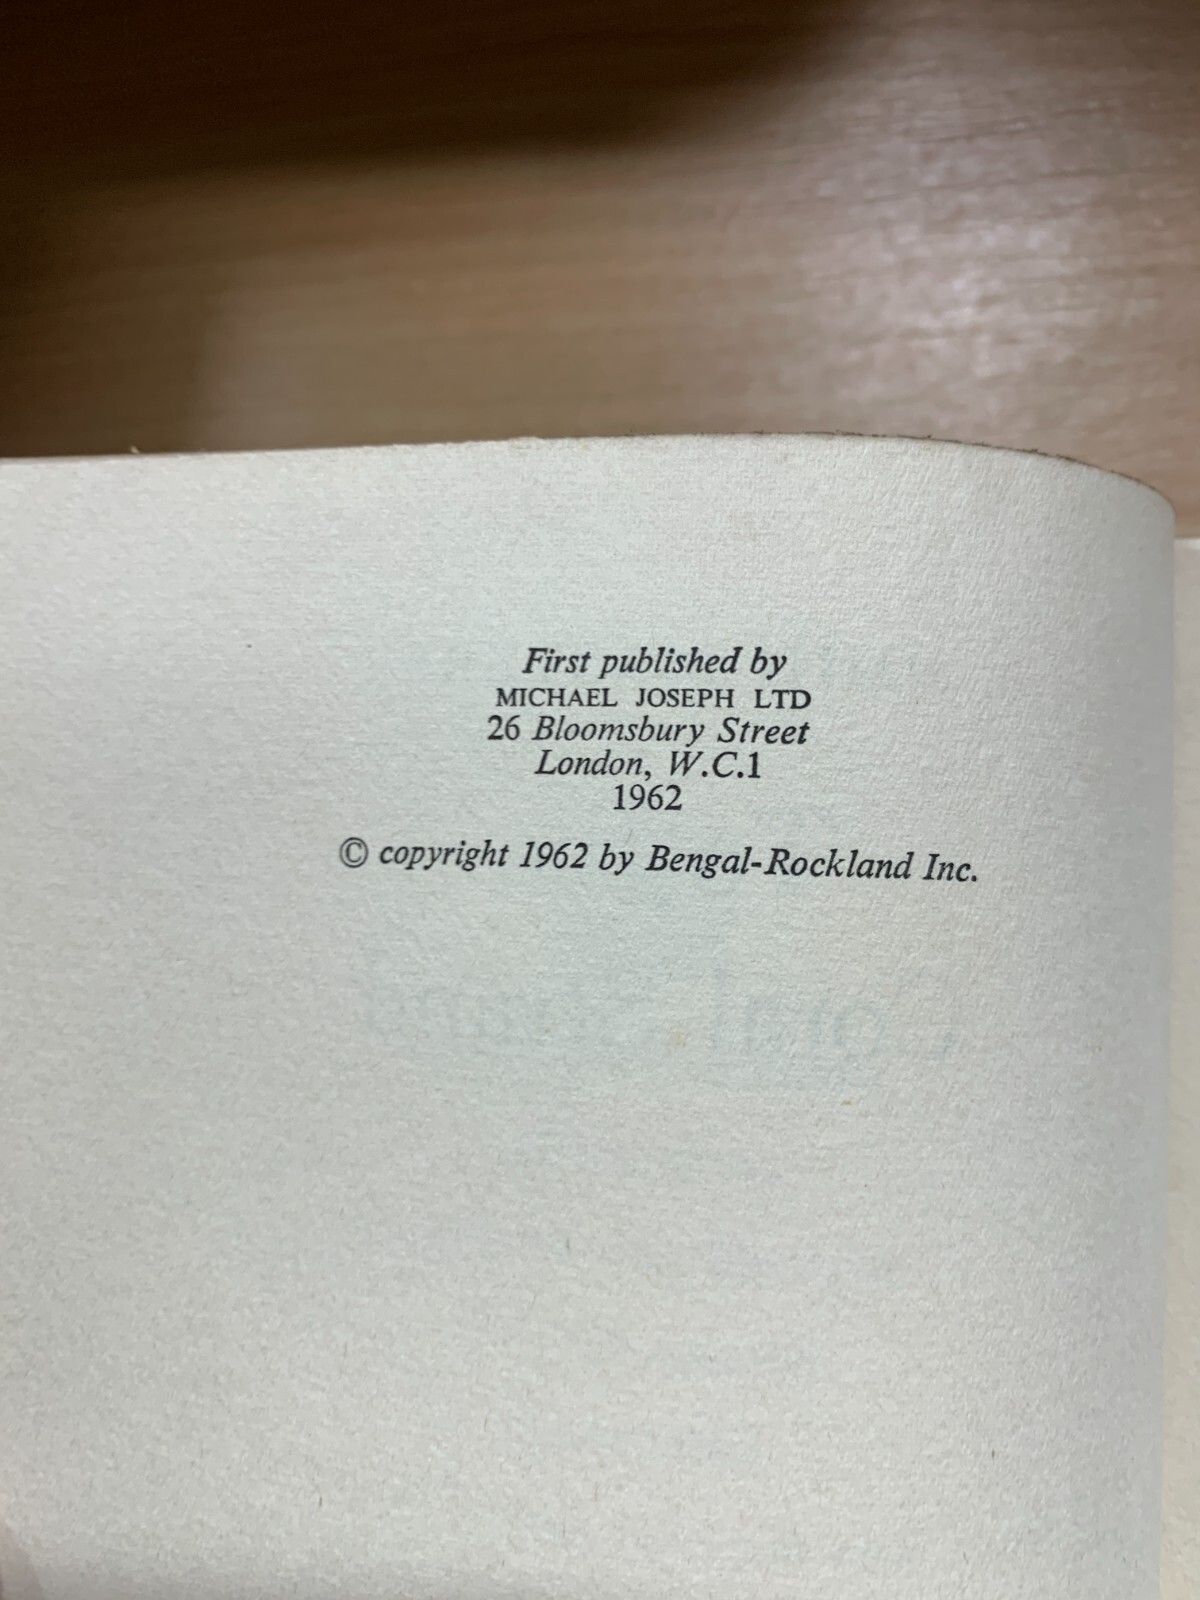 First published by
MICHAEL JOSEPH LTD
26 Bloomsbury Street
London, W.C.1
1962
© copyright 1962 by Bengal-Rockland Inc.